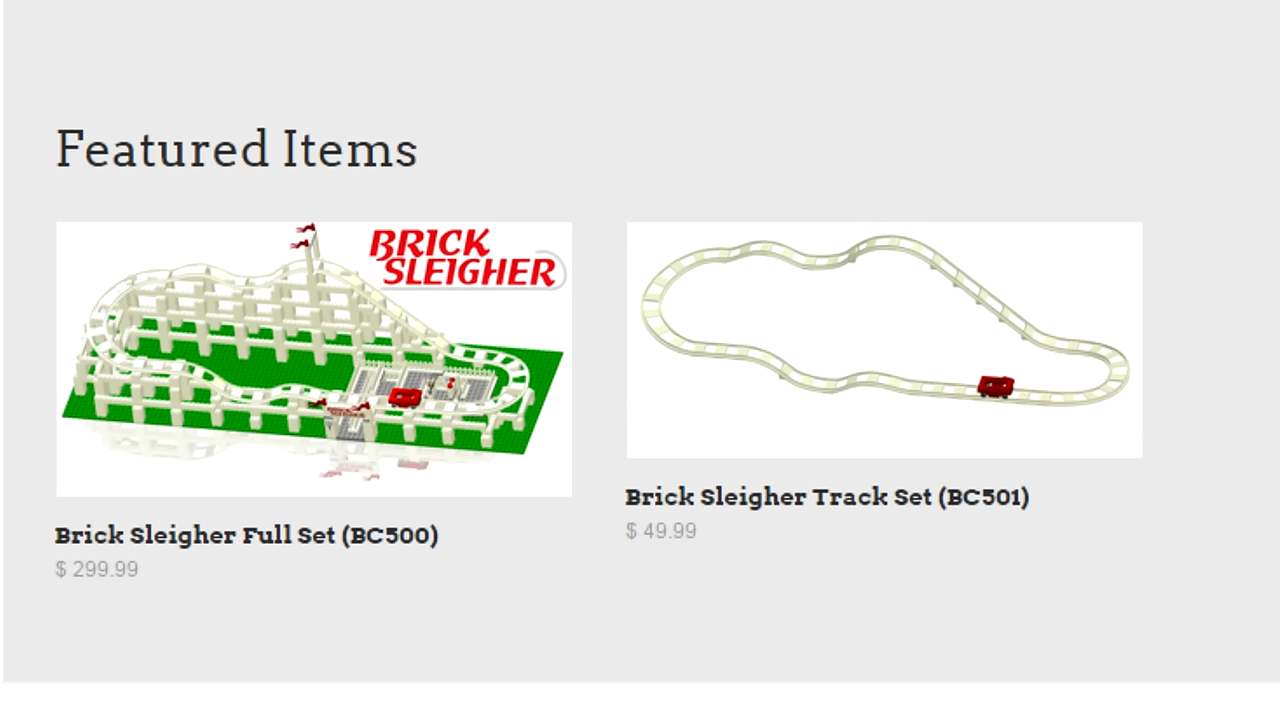 Featured Items
BRICK
SLEIGHER
Brick Sleigher Full Set (BC500)
$ 299.99
Brick Sleigher Track Set (BC501)
$ 49.99